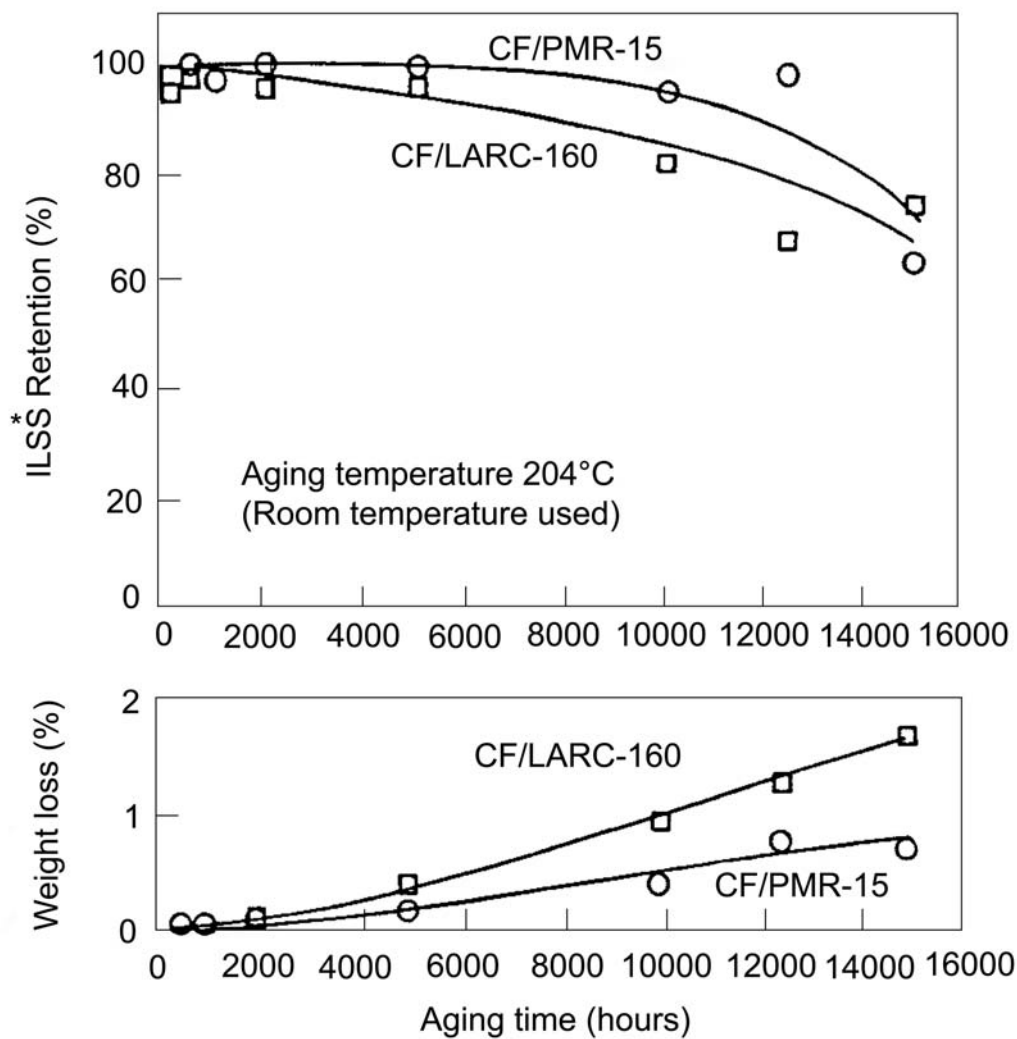 100
80
60
40
20
0
ILSS* Retention (%)
CF/PMR-15
CF/LARC-160
Aging temperature 204°C
(Room temperature used)
0 2000 4000 6000 8000 10000 12000 14000 16000
2
1
0
Weight loss (%)
CF/LARC-160
CF/PMR-15
0 2000 4000 6000 8000 10000 12000 14000 16000
Aging time (hours)